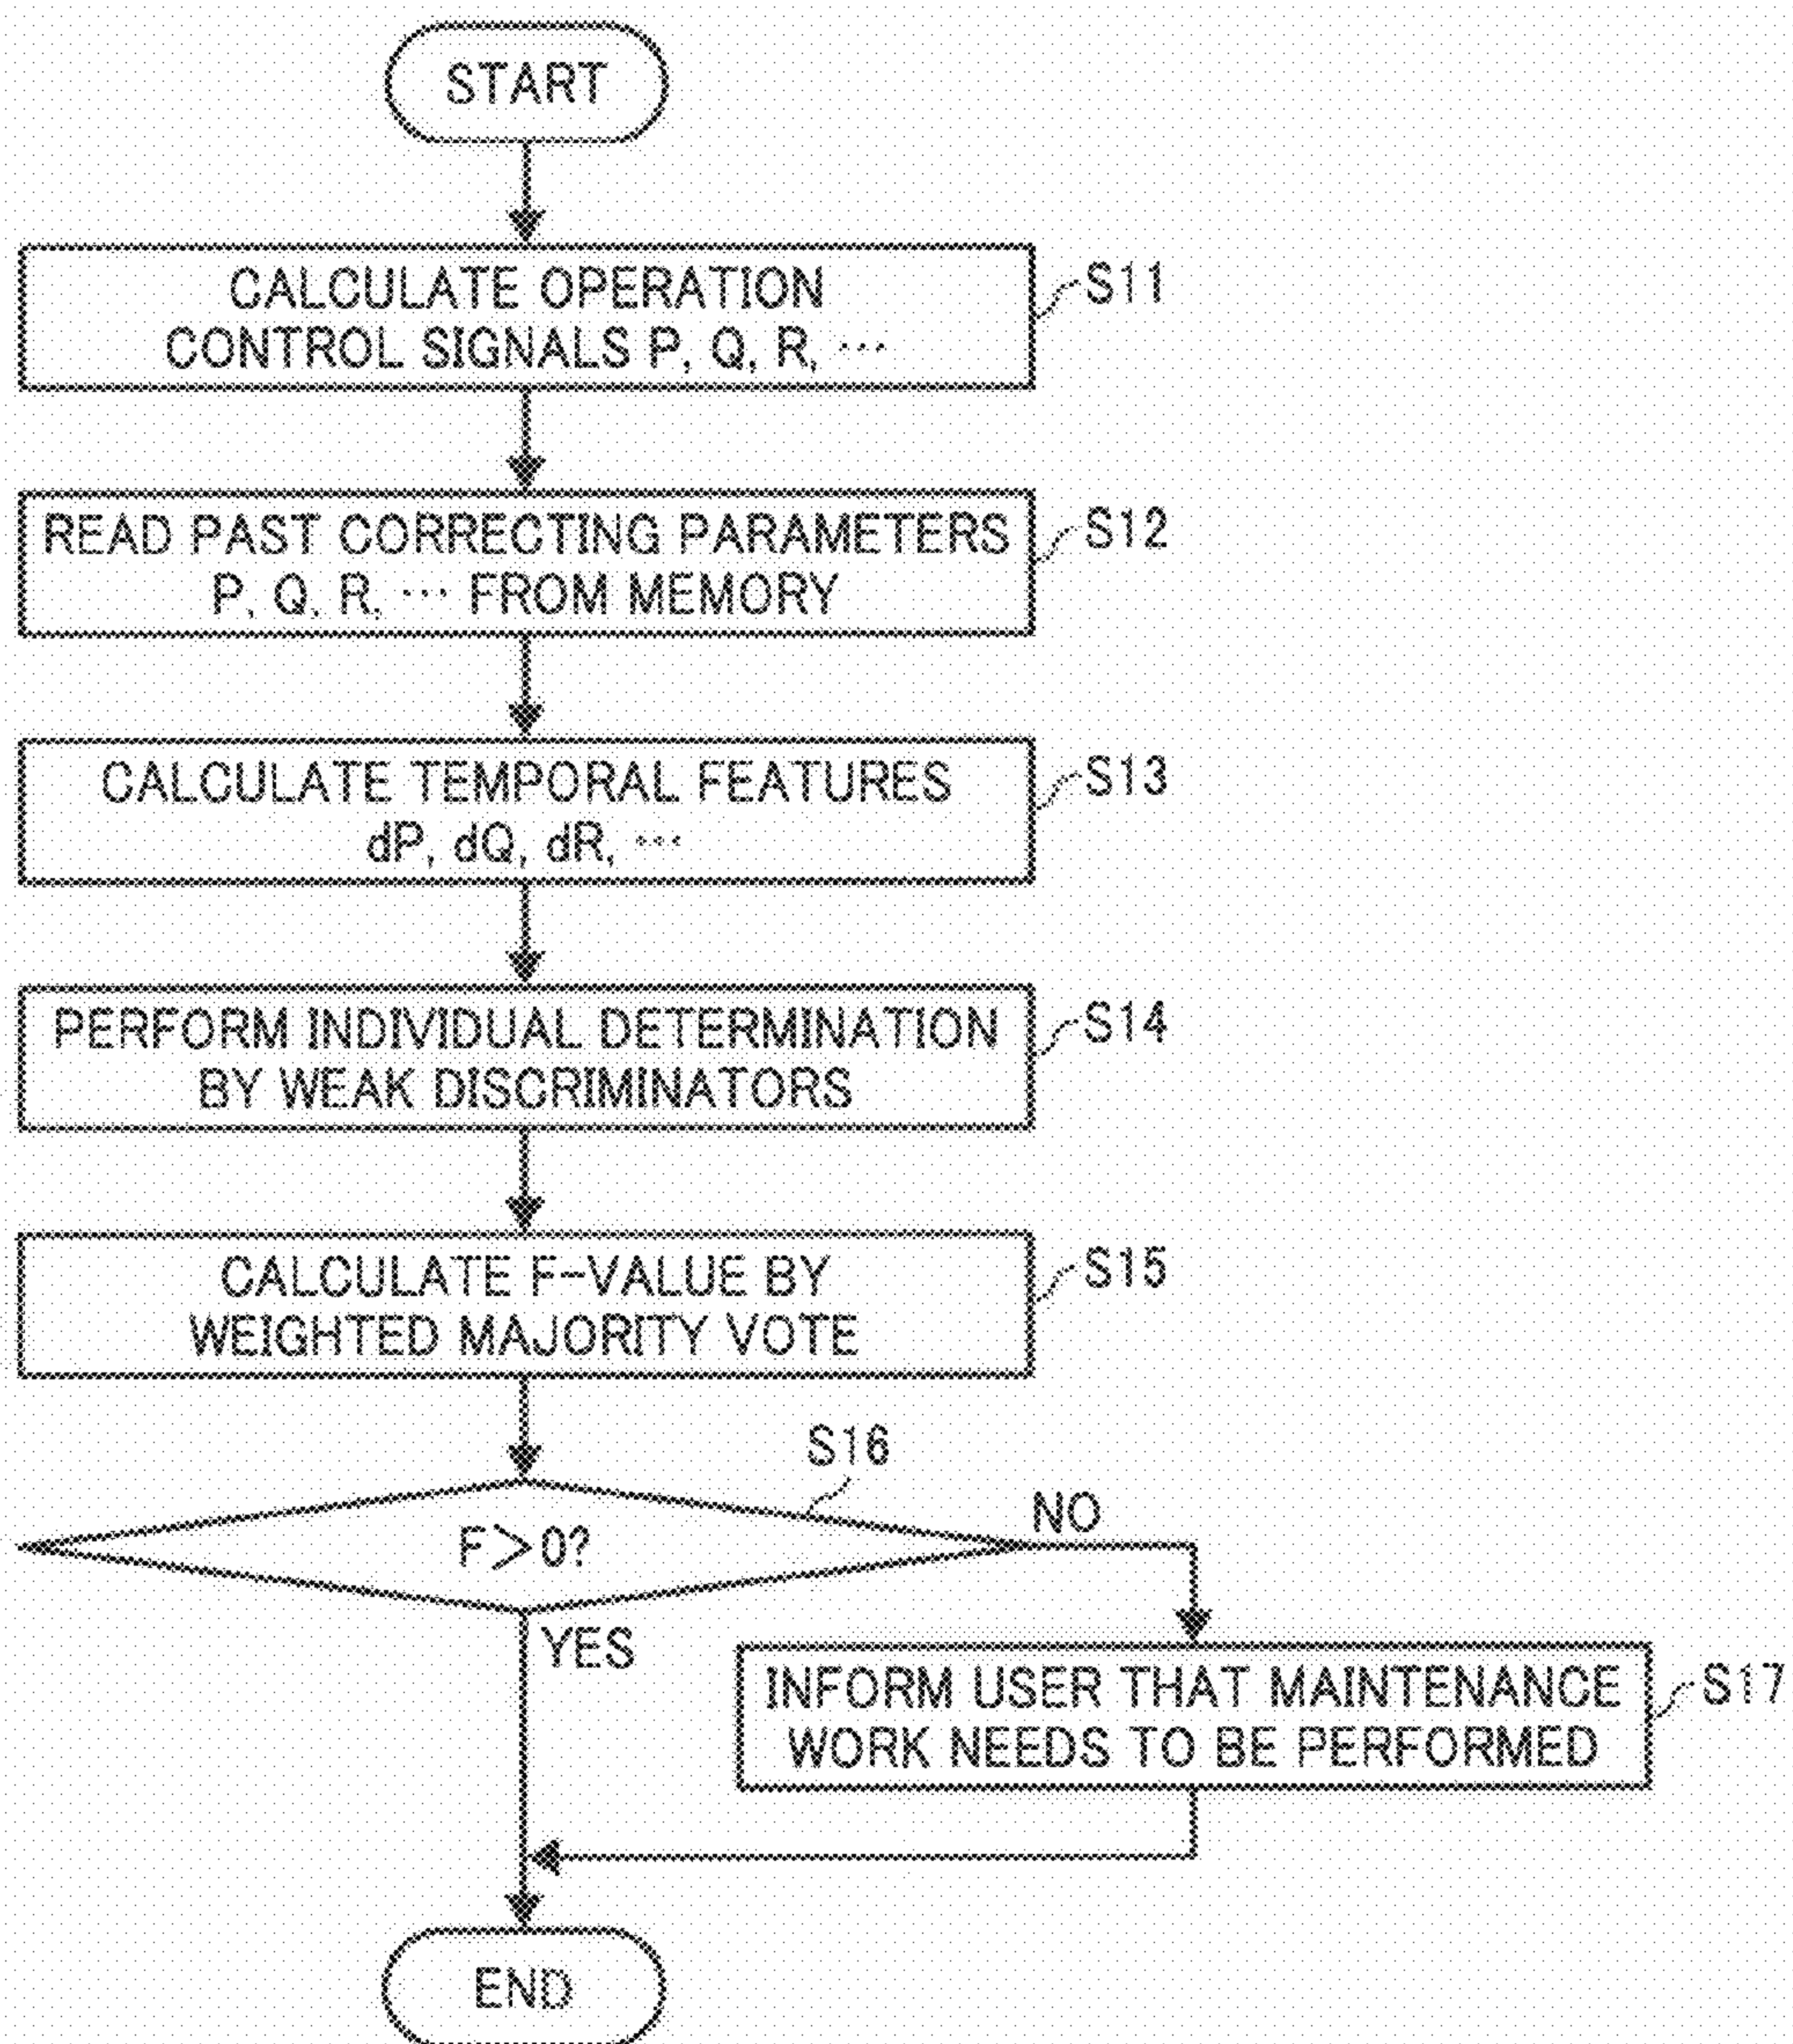 START
CALCULATE OPERATION
CONTROL SIGNALS P, Q, R, ···
S11
READ PAST CORRECTING PARAMETERS
P, Q, R, ··· FROM MEMORY
S12
CALCULATE TEMPORAL FEATURES
dP, dQ, dR, ···
S13
PERFORM INDIVIDUAL DETERMINATION
BY WEAK DISCRIMINATORS
S14
CALCULATE F-VALUE BY
WEIGHTED MAJORITY VOTE
S15
S16
F>0?
NO
YES
INFORM USER THAT MAINTENANCE
WORK NEEDS TO BE PERFORMED
S17
END